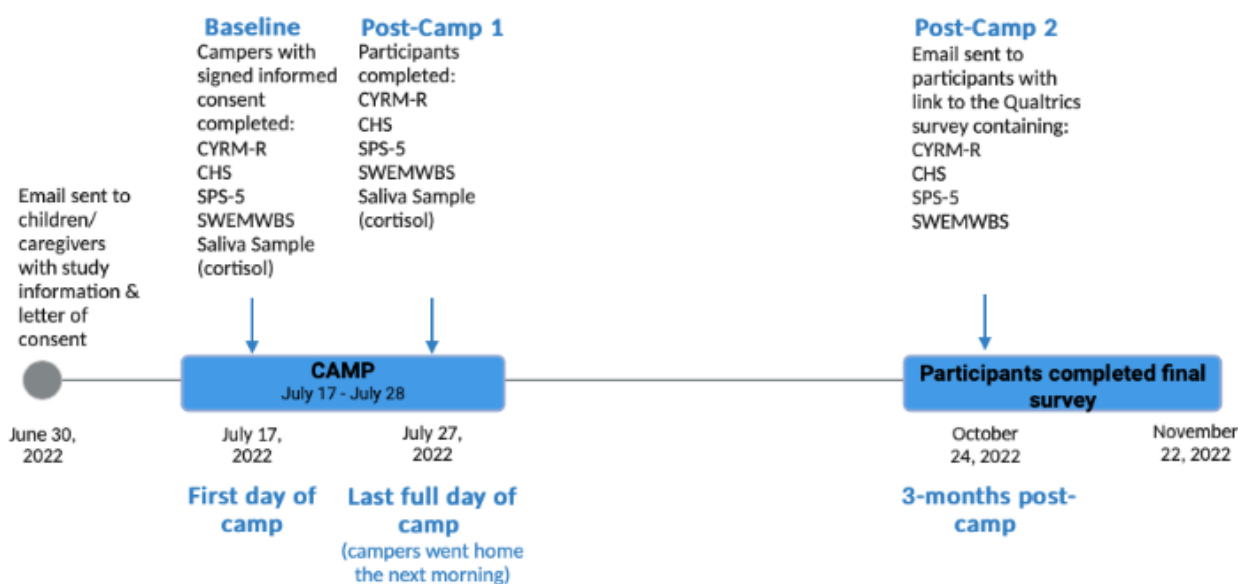 Baseline
Campers with
signed informed
consent
completed:
CYRM-R
CHS
SPS-5
SWEMWBS
Saliva Sample
(cortisol)
Post-Camp 1
Participants
completed:
CYRM-R
CHS
SPS-5
SWEMWBS
Saliva Sample
(cortisol)
Post-Camp 2
Email sent to
participants with
link to the Qualtrics
survey containing:
CYRM-R
CHS
SPS-5
SWEMWBS
Email sent to
children/
caregivers
with study
information &
letter of
consent
CAMP
July 17 - July 28
Participants completed final
survey
June 30,
2022
July 17,
2022
July 27,
2022
October
24, 2022
November
22, 2022
First day of
camp
Last full day of
camp
(campers went home
the next morning)
3-months post-
camp